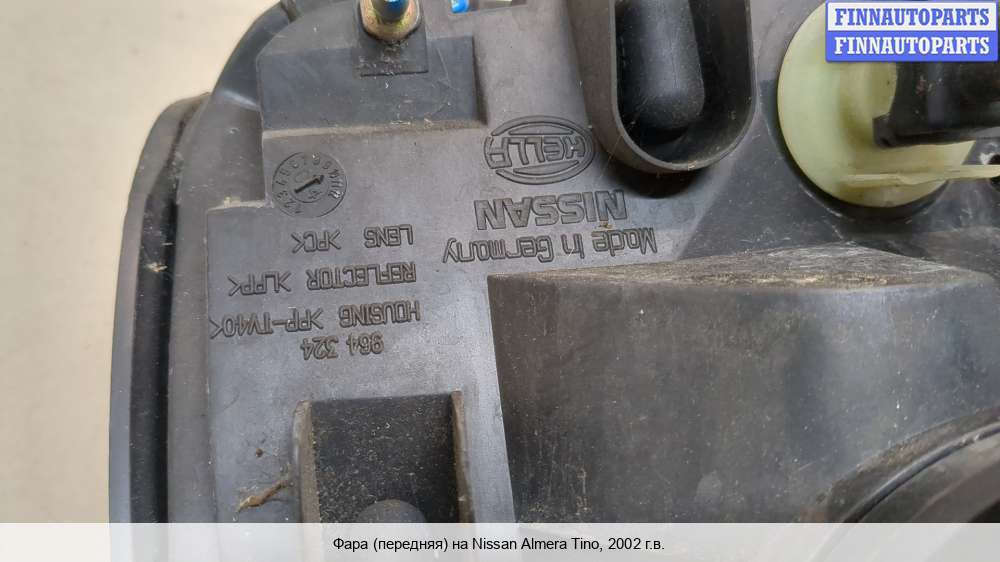 FINNAUTOPARTS
FINNAUTOPARTS
HELLA
NISSAN
Made in Germany
LENS >PC<
REFLECTOR >LPP<
HOUSING >PP-TV40<
964 324
Фара (передняя) на Nissan Almera Tino, 2002 г.в.